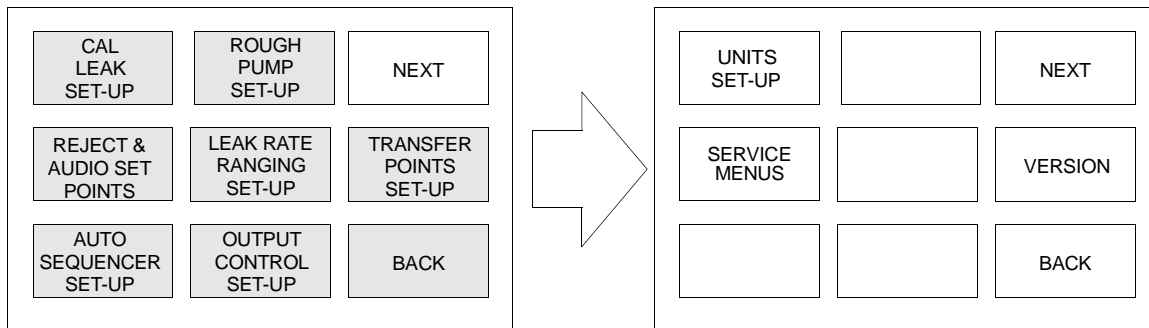 CAL
LEAK
SET-UP
ROUGH
PUMP
SET-UP
NEXT
REJECT &
AUDIO SET
POINTS
LEAK RATE
RANGING
SET-UP
TRANSFER
POINTS
SET-UP
AUTO
SEQUENCER
SET-UP
OUTPUT
CONTROL
SET-UP
BACK
UNITS
SET-UP
NEXT
SERVICE
MENUS
VERSION
BACK